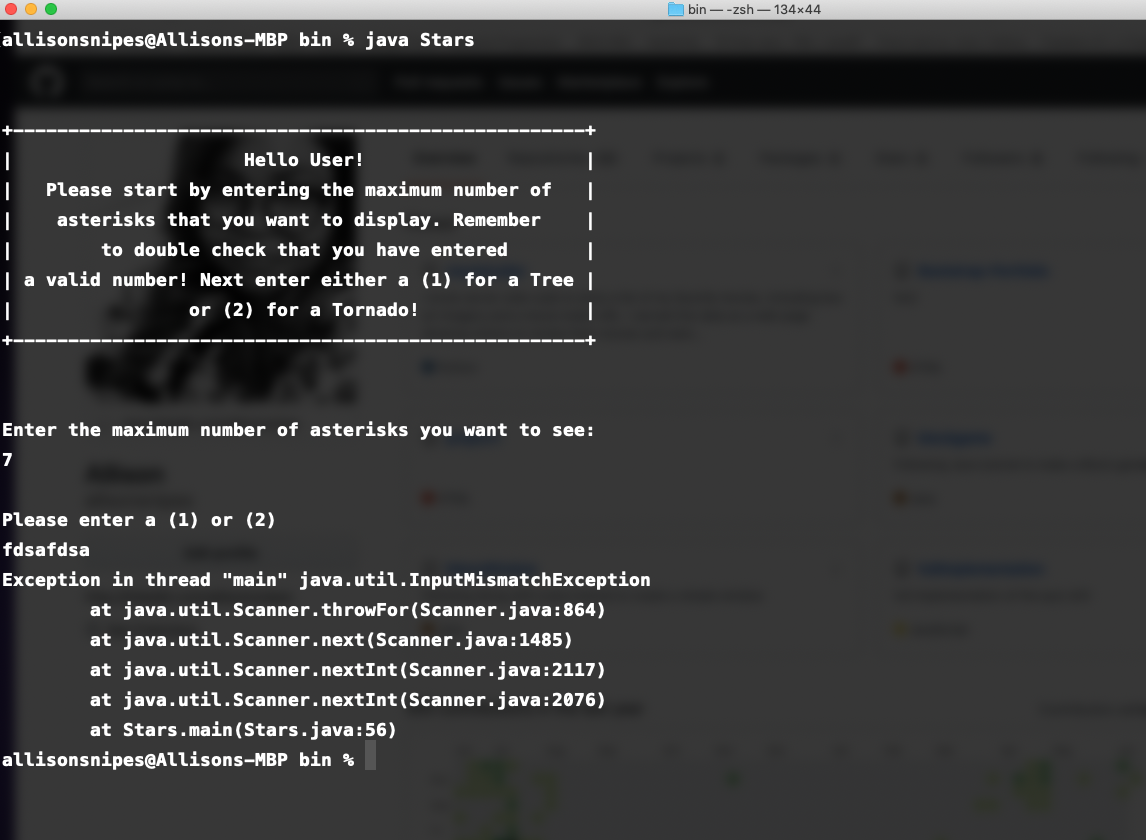 bin — -zsh — 134×44
allisonsnipes@Allisons-MBP bin % java Stars
+----------------------------------------------------+
|                     Hello User!                    |
|   Please start by entering the maximum number of   |
|    asterisks that you want to display. Remember    |
|        to double check that you have entered       |
| a valid number! Next enter either a (1) for a Tree |
|                or (2) for a Tornado!               |
+----------------------------------------------------+
Enter the maximum number of asterisks you want to see:
7
Please enter a (1) or (2)
fdsafdsa
Exception in thread "main" java.util.InputMismatchException
        at java.util.Scanner.throwFor(Scanner.java:864)
        at java.util.Scanner.next(Scanner.java:1485)
        at java.util.Scanner.nextInt(Scanner.java:2117)
        at java.util.Scanner.nextInt(Scanner.java:2076)
        at Stars.main(Stars.java:56)
allisonsnipes@Allisons-MBP bin %